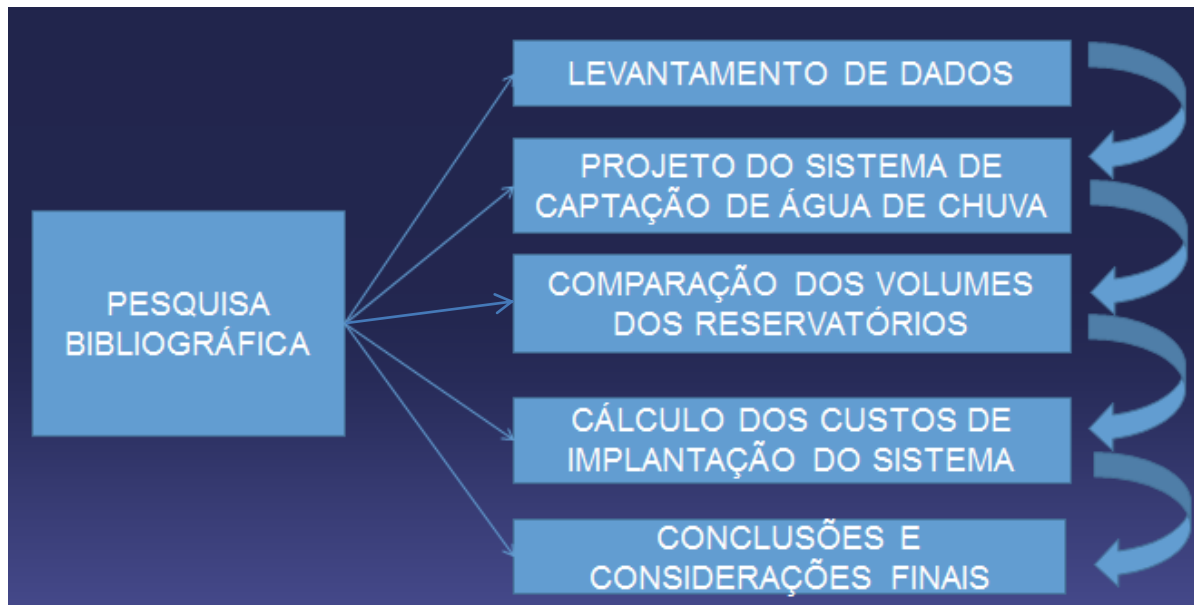 PESQUISA
BIBLIOGRÁFICA
LEVANTAMENTO DE DADOS
PROJETO DO SISTEMA DE
CAPTAÇÃO DE ÁGUA DE CHUVA
COMPARAÇÃO DOS VOLUMES
DOS RESERVATÓRIOS
CÁLCULO DOS CUSTOS DE
IMPLANTAÇÃO DO SISTEMA
CONCLUSÕES E
CONSIDERAÇÕES FINAIS